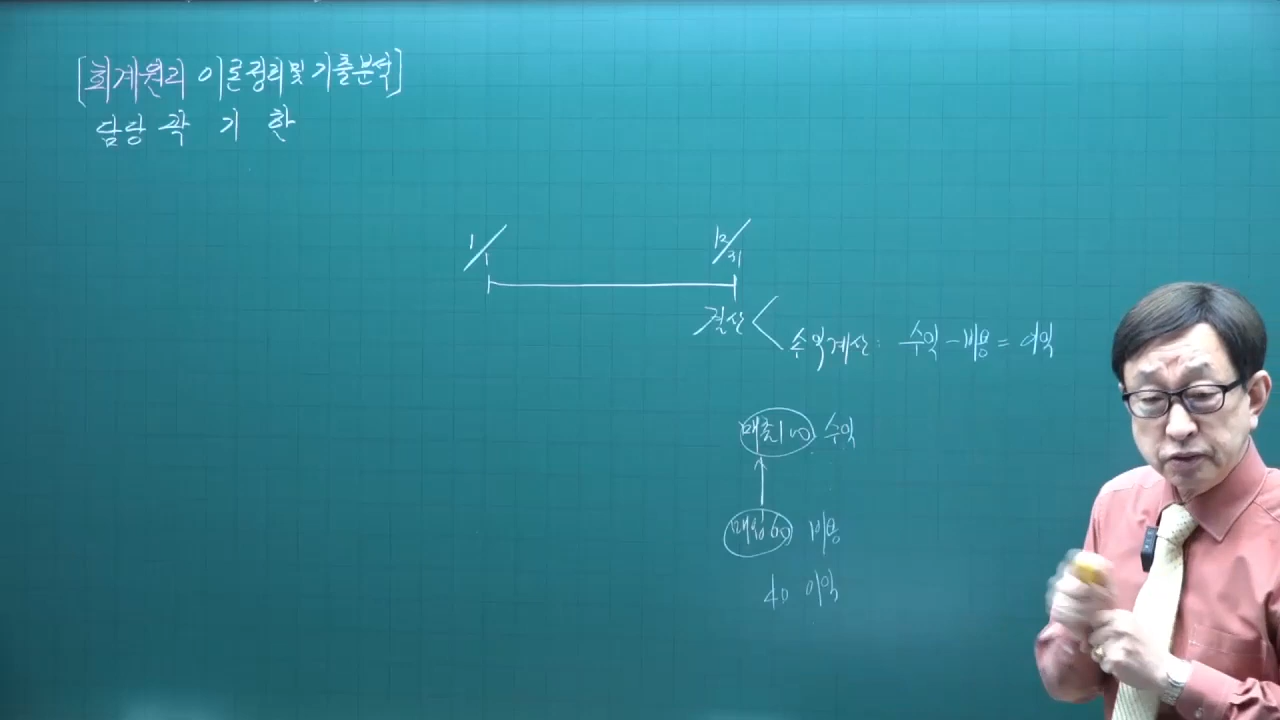 [회계원리 이론정리 및 기출분석]
담당 곽 기 한
1/1 12/31
결산 < 손익계산 : 수익 - 비용 = 이익
매출 100 수익
매입 60 비용
40 이익